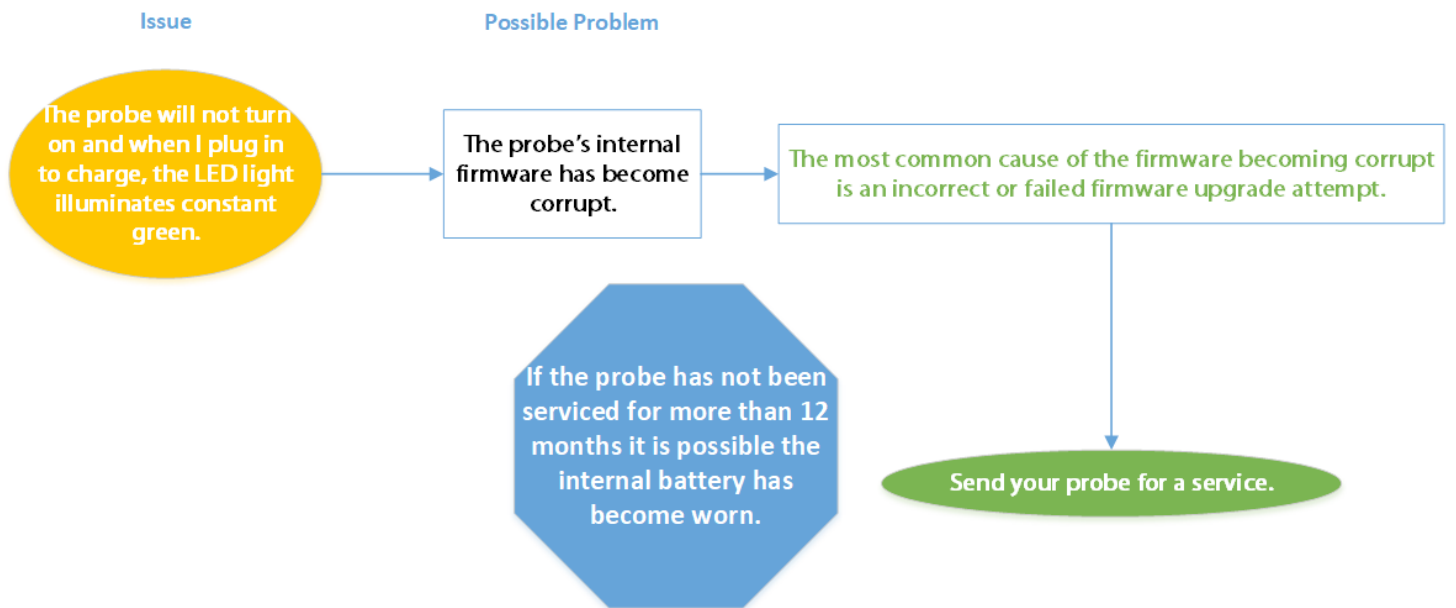 Issue
Possible Problem
The probe will not turn
on and when I plug in
to charge, the LED light
illuminates constant
green.
The probe's internal
firmware has become
corrupt.
The most common cause of the firmware becoming corrupt
is an incorrect or failed firmware upgrade attempt.
If the probe has not been
serviced for more than 12
months it is possible the
internal battery has
become worn.
Send your probe for a service.